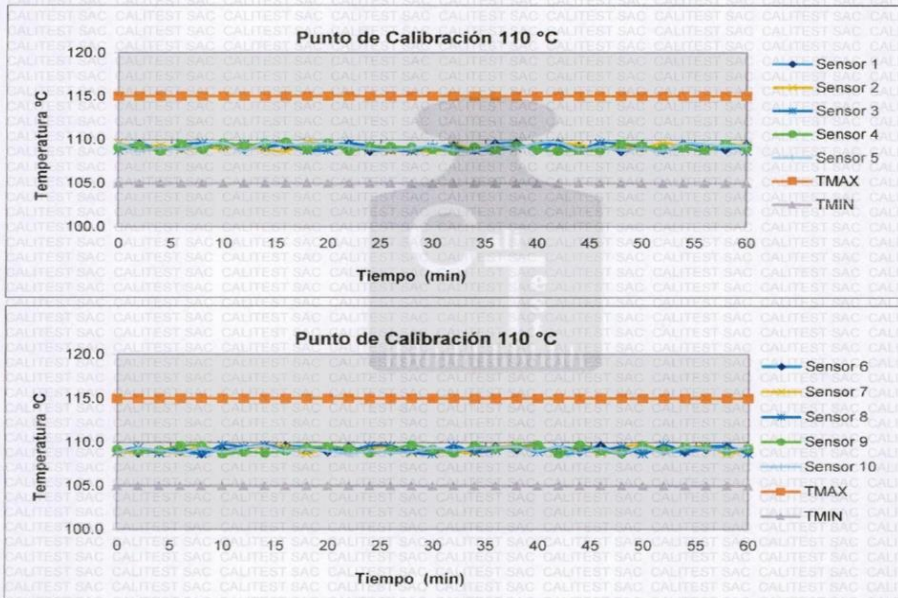 Punto de Calibración 110 °C
Temperatura ºC
120.0
115.0
110.0
105.0
100.0
0 5 10 15 20 25 30 35 40 45 50 55 60
Tiempo (min)
Sensor 1
Sensor 2
Sensor 3
Sensor 4
Sensor 5
TMAX
TMIN
Punto de Calibración 110 °C
Temperatura ºC
120.0
115.0
110.0
105.0
100.0
0 5 10 15 20 25 30 35 40 45 50 55 60
Tiempo (min)
Sensor 6
Sensor 7
Sensor 8
Sensor 9
Sensor 10
TMAX
TMIN
CALITEST SAC